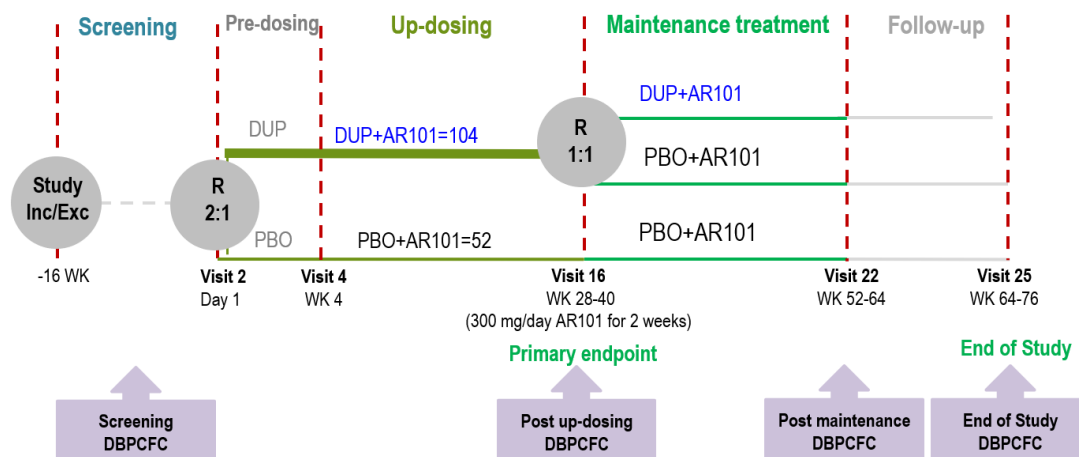 Screening
Pre-dosing
Up-dosing
Maintenance treatment
Follow-up
DUP
DUP+AR101=104
R
1:1
DUP+AR101
PBO+AR101
Study
Inc/Exc
R
2:1
PBO
PBO+AR101=52
PBO+AR101
-16 WK
Visit 2
Day 1
Visit 4
WK 4
Visit 16
WK 28-40
(300 mg/day AR101 for 2 weeks)
Visit 22
WK 52-64
Visit 25
WK 64-76
Primary endpoint
End of Study
Screening
DBPCFC
Post up-dosing
DBPCFC
Post maintenance
DBPCFC
End of Study
DBPCFC